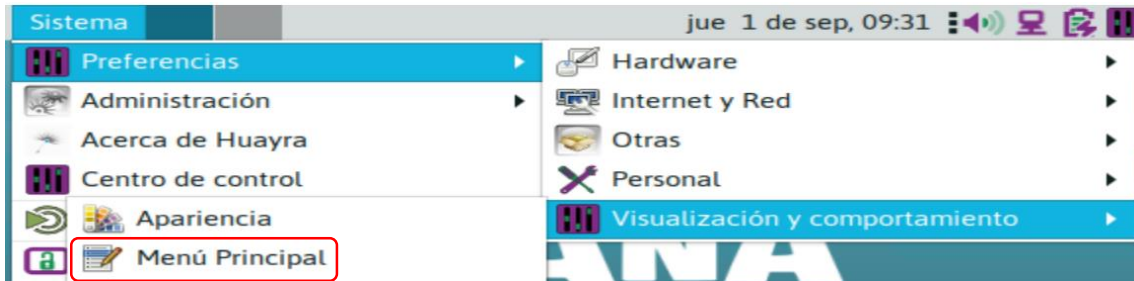 Sistema
jue 1 de sep, 09:31
Preferencias
Administración
Acerca de Huayra
Centro de control
Hardware
Internet y Red
Otras
Personal
Visualización y comportamiento
Apariencia
Menú Principal
a
ANA